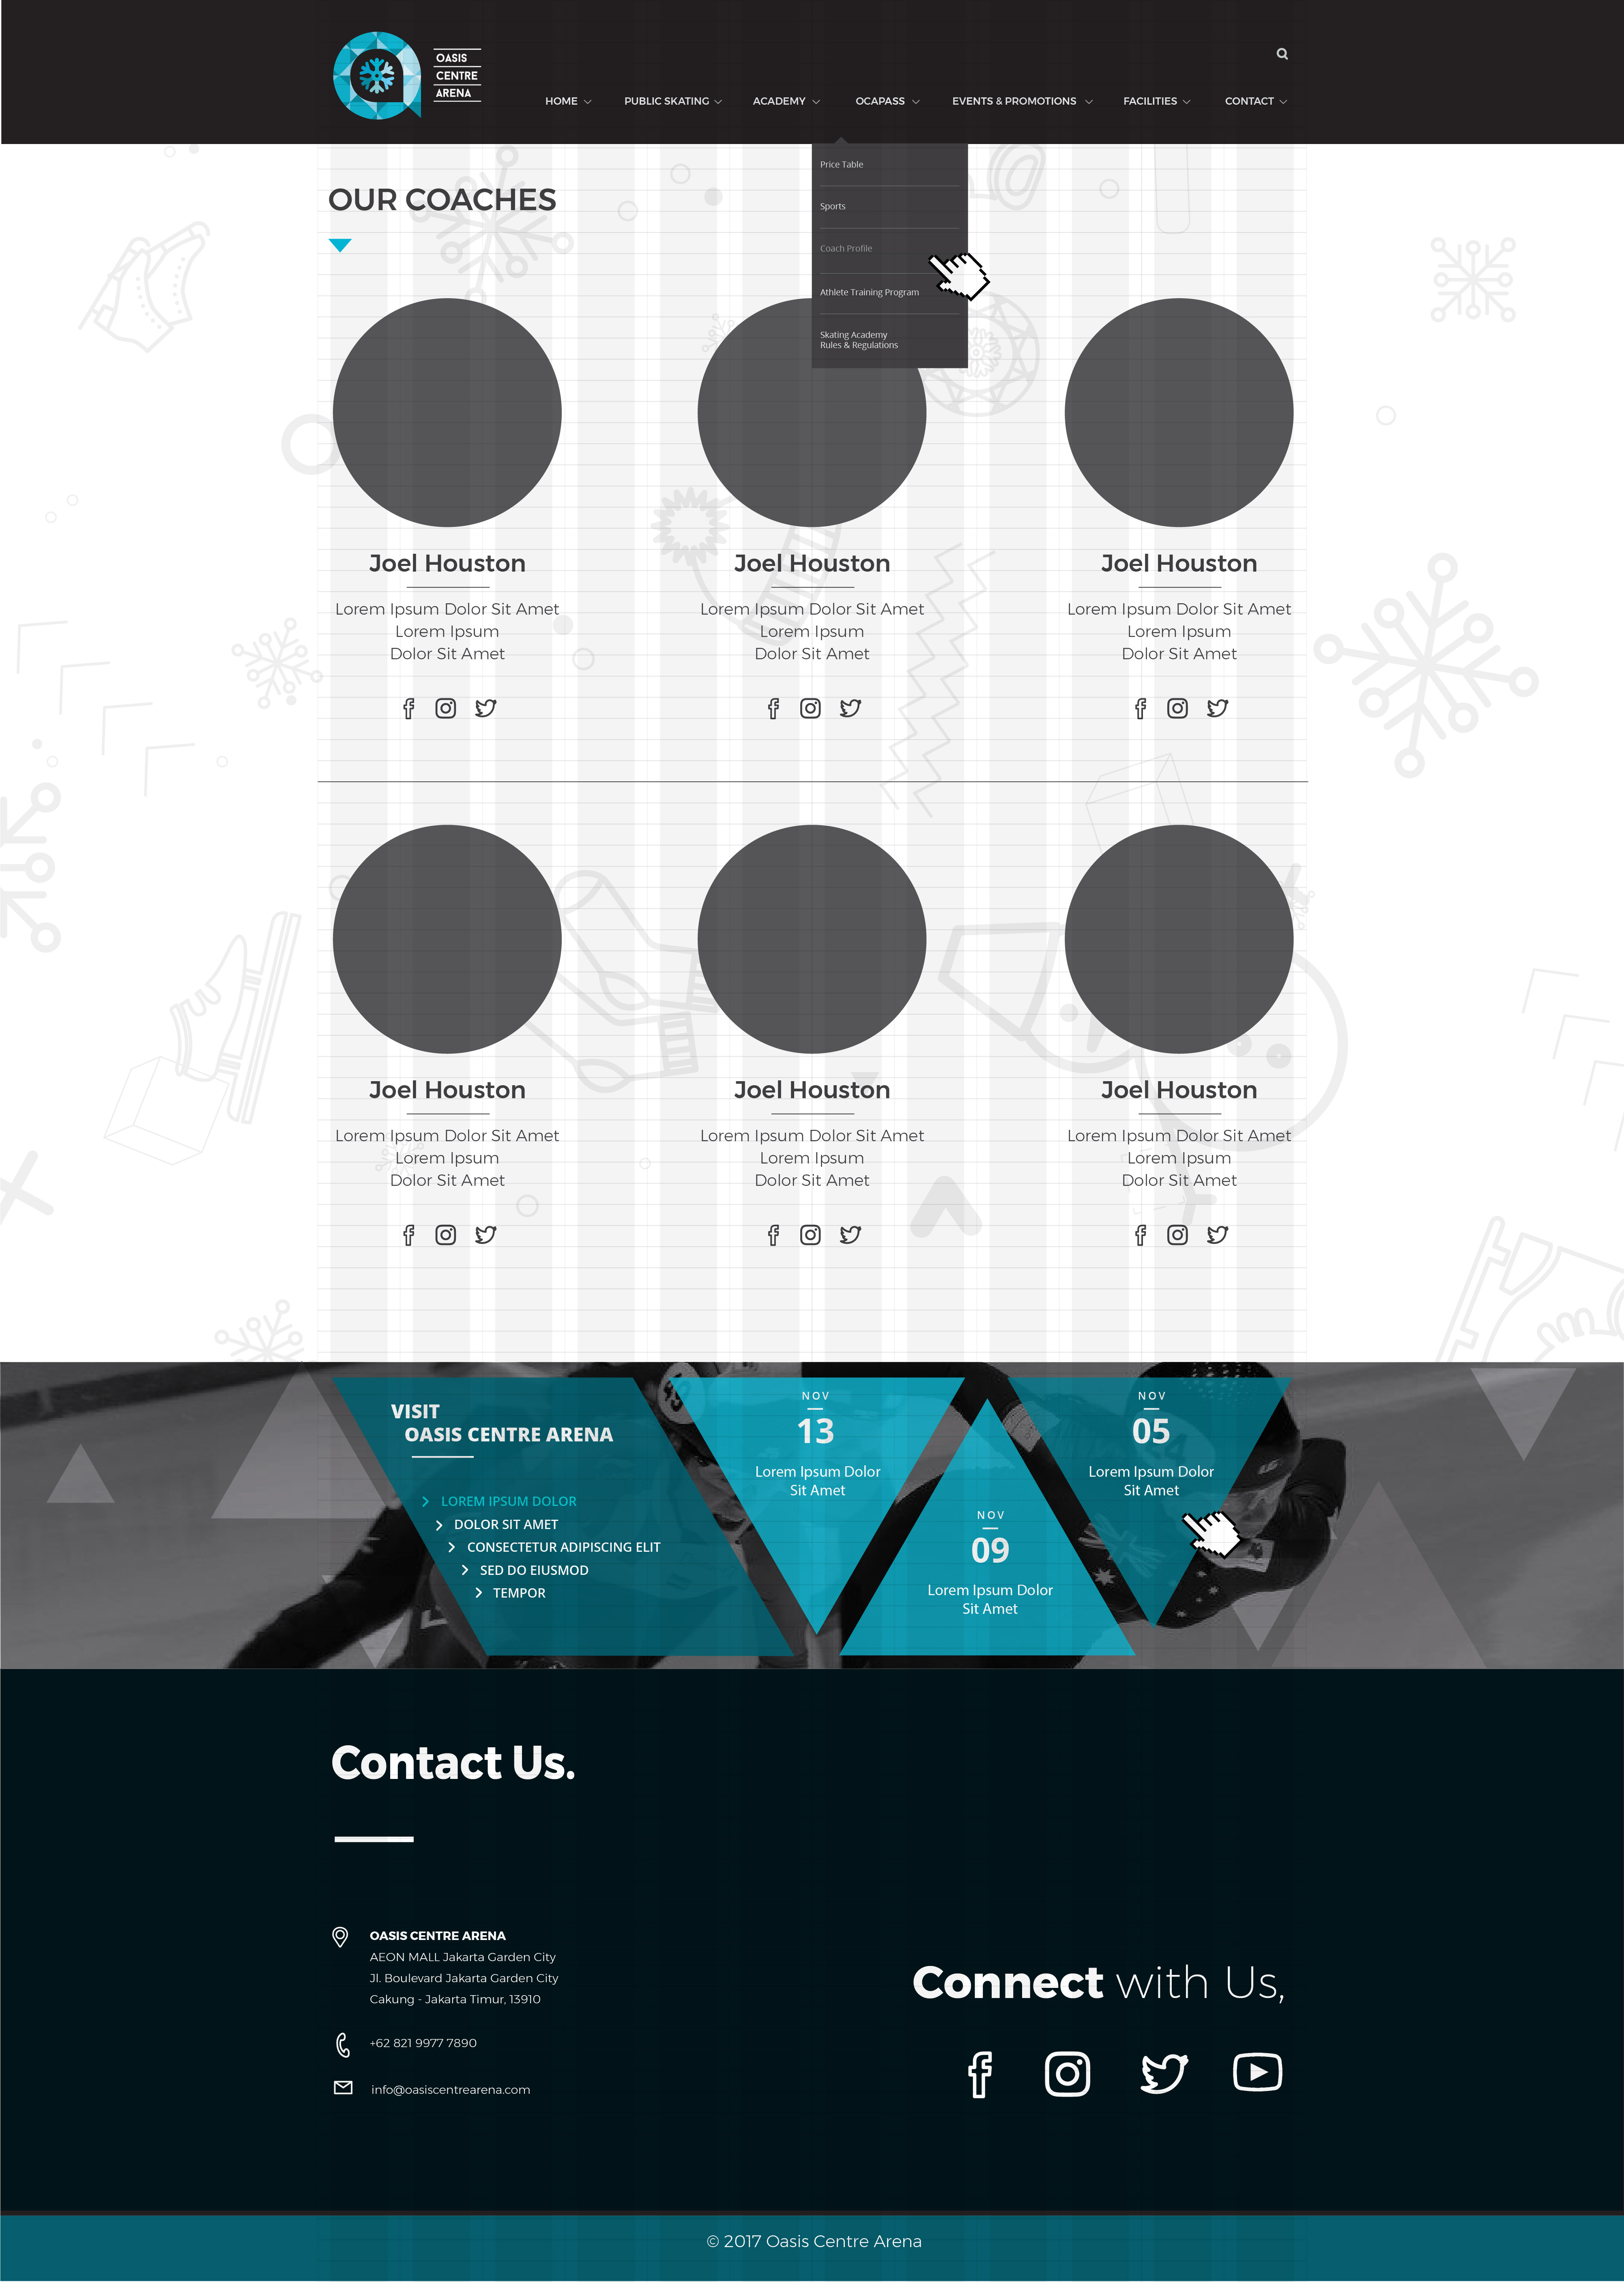 OASIS
CENTRE
ARENA
HOME
PUBLIC SKATING
ACADEMY
OCAPASS
EVENTS & PROMOTIONS
FACILITIES
CONTACT
Price Table
Sports
Coach Profile
Athlete Training Program
Skating Academy
Rules & Regulations
OUR COACHES
Joel Houston
Lorem Ipsum Dolor Sit Amet
Lorem Ipsum
Dolor Sit Amet
Joel Houston
Lorem Ipsum Dolor Sit Amet
Lorem Ipsum
Dolor Sit Amet
Joel Houston
Lorem Ipsum Dolor Sit Amet
Lorem Ipsum
Dolor Sit Amet
Joel Houston
Lorem Ipsum Dolor Sit Amet
Lorem Ipsum
Dolor Sit Amet
Joel Houston
Lorem Ipsum Dolor Sit Amet
Lorem Ipsum
Dolor Sit Amet
Joel Houston
Lorem Ipsum Dolor Sit Amet
Lorem Ipsum
Dolor Sit Amet
VISIT
OASIS CENTRE ARENA
LOREM IPSUM DOLOR
DOLOR SIT AMET
CONSECTETUR ADIPISCING ELIT
SED DO EIUSMOD
TEMPOR
NOV
13
Lorem Ipsum Dolor
Sit Amet
NOV
09
Lorem Ipsum Dolor
Sit Amet
NOV
05
Lorem Ipsum Dolor
Sit Amet
Contact Us.
OASIS CENTRE ARENA
AEON MALL Jakarta Garden City
Jl. Boulevard Jakarta Garden City
Cakung - Jakarta Timur, 13910
+62 821 9977 7890
info@oasiscentrearena.com
Connect with Us,
© 2017 Oasis Centre Arena